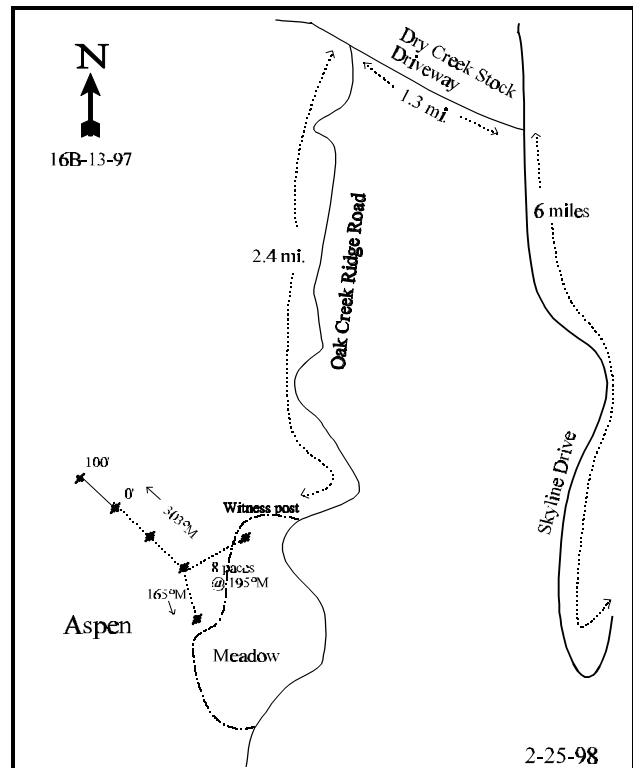 N
16B-13-97
Dry Creek Stock
Driveway
1.3 mi.
6 miles
2.4 mi.
Oak Creek Ridge Road
Skyline Drive
100'
0'
303°M
Witness post
8 paces
@ 195°M
165°M
Aspen
Meadow
2-25-98